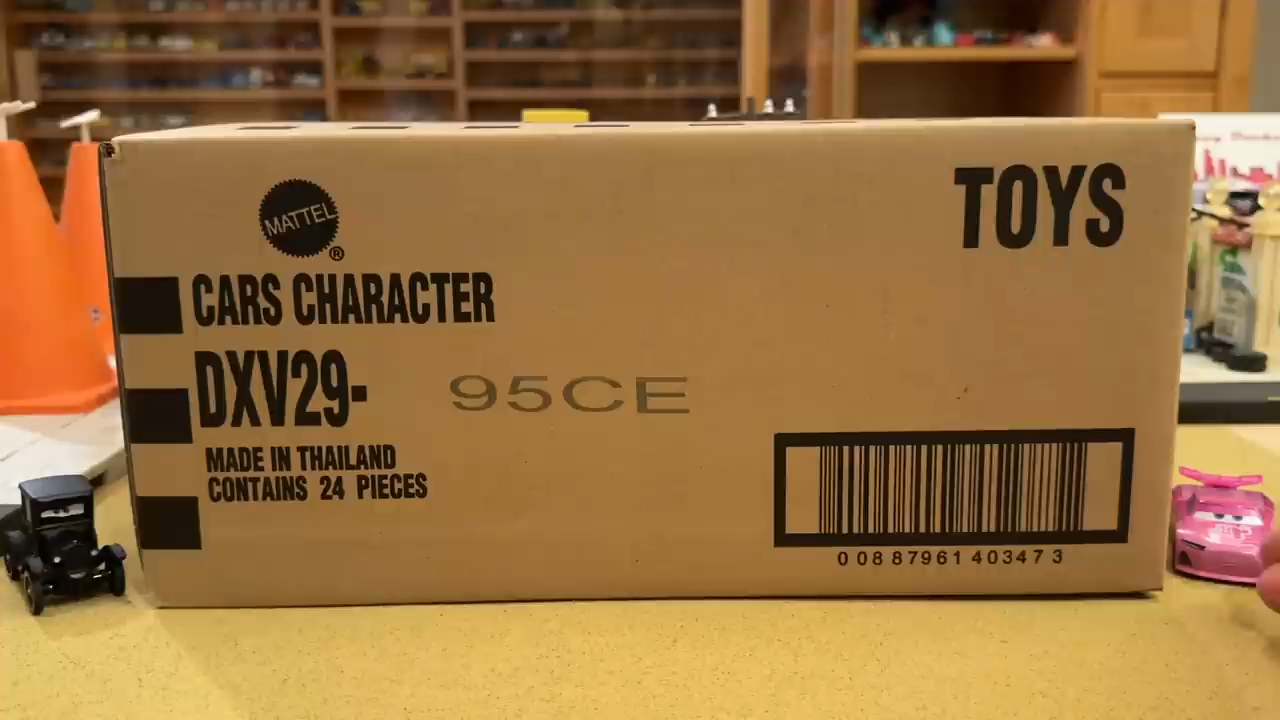 MATTEL
®
TOYS
CARS CHARACTER
DXV29- 95CE
MADE IN THAILAND
CONTAINS 24 PIECES
0 08 87961 40347 3